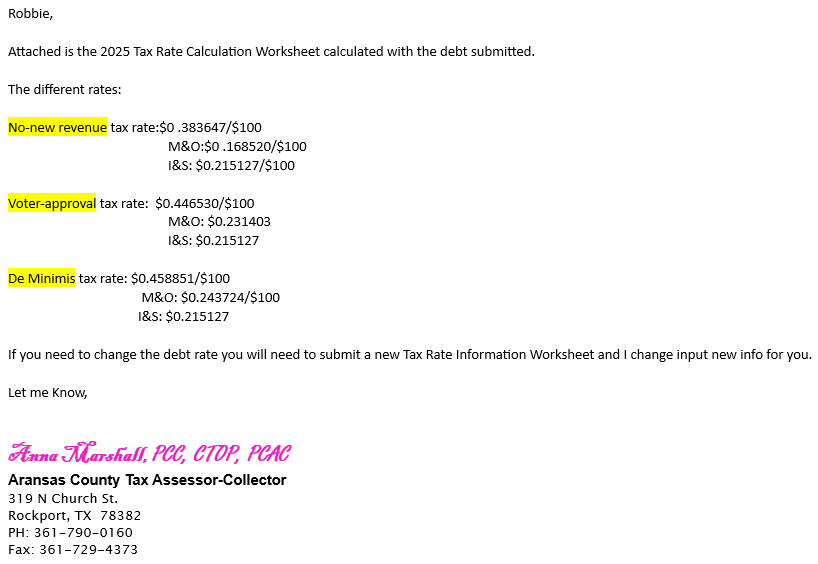 Robbie,
Attached is the 2025 Tax Rate Calculation Worksheet calculated with the debt submitted.
The different rates:
No-new revenue tax rate:$0 .383647/$100
M&O:$0 .168520/$100
I&S: $0.215127/$100
Voter-approval tax rate:  $0.446530/$100
M&O: $0.231403
I&S: $0.215127
De Minimis tax rate: $0.458851/$100
M&O: $0.243724/$100
I&S: $0.215127
If you need to change the debt rate you will need to submit a new Tax Rate Information Worksheet and I change input new info for you.
Let me Know,
Anna Marshall, PCC, CTOP, PCAC
Aransas County Tax Assessor-Collector
319 N Church St.
Rockport, TX  78382
PH: 361-790-0160
Fax: 361-729-4373